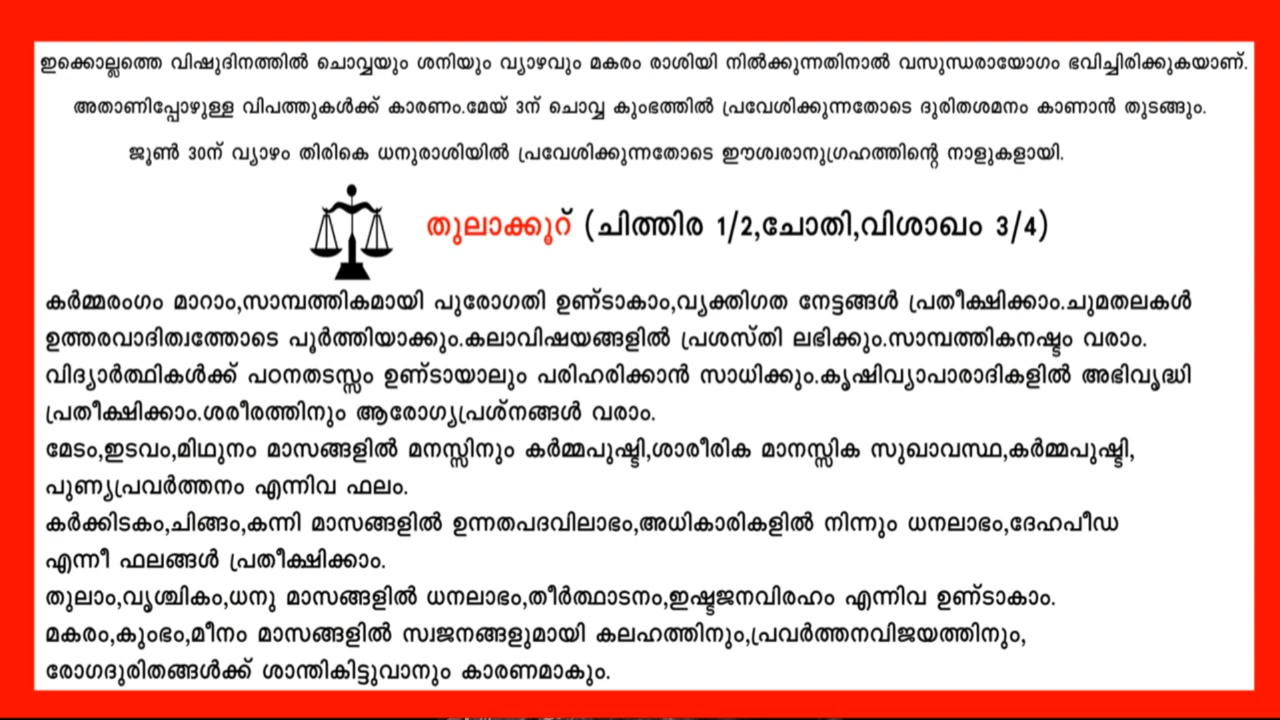 ഇക്കൊല്ലത്തെ വിഷുദിനത്തിൽ ചൊവ്വയും ശനിയും വ്യാഴവും മകരം രാശിയി നിൽക്കുന്നതിനാൽ വസുന്ധരായോഗം ഭവിച്ചിരിക്കുകയാണ്.
അതാണിപ്പോഴുള്ള വിപത്തുകൾക്ക് കാരണം.മേയ് 3ന് ചൊവ്വ കുംഭത്തിൽ പ്രവേശിക്കുന്നതോടെ ദുരിതശമനം കാണാൻ തുടങ്ങും.
ജൂൺ 30ന് വ്യാഴം തിരികെ ധനുരാശിയിൽ പ്രവേശിക്കുന്നതോടെ ഈശ്വരാനുഗ്രഹത്തിന്റെ നാളുകളായി.
തുലാക്കൂറ് (ചിത്തിര 1/2,ചോതി,വിശാഖം 3/4)
കർമ്മരംഗം മാറാം,സാമ്പത്തികമായി പുരോഗതി ഉണ്ടാകാം,വ്യക്തിഗത നേട്ടങ്ങൾ പ്രതീക്ഷിക്കാം.ചുമതലകൾ
ഉത്തരവാദിത്വത്തോടെ പൂർത്തിയാക്കും.കലാവിഷയങ്ങളിൽ പ്രശസ്തി ലഭിക്കും.സാമ്പത്തികനഷ്ടം വരാം.
വിദ്യാർത്ഥികൾക്ക് പഠനതടസ്സം ഉണ്ടായാലും പരിഹരിക്കാൻ സാധിക്കും.കൃഷിവ്യാപാരാദികളിൽ അഭിവൃദ്ധി
പ്രതീക്ഷിക്കാം.ശരീരത്തിനും ആരോഗ്യപ്രശ്നങ്ങൾ വരാം.
മേടം,ഇടവം,മിഥുനം മാസങ്ങളിൽ മനസ്സിനും കർമ്മപുഷ്ടി,ശാരീരിക മാനസ്സിക സുഖാവസ്ഥ,കർമ്മപുഷ്ടി,
പുണ്യപ്രവർത്തനം എന്നിവ ഫലം.
കർക്കിടകം,ചിങ്ങം,കന്നി മാസങ്ങളിൽ ഉന്നതപദവിലാഭം,അധികാരികളിൽ നിന്നും ധനലാഭം,ദേഹപീഡ
എന്നീ ഫലങ്ങൾ പ്രതീക്ഷിക്കാം.
തുലാം,വൃശ്ചികം,ധനു മാസങ്ങളിൽ ധനലാഭം,തീർത്ഥാടനം,ഇഷ്ടജനവിരഹം എന്നിവ ഉണ്ടാകാം.
മകരം,കുംഭം,മീനം മാസങ്ങളിൽ സ്വജനങ്ങളുമായി കലഹത്തിനും,പ്രവർത്തനവിജയത്തിനും,
രോഗദുരിതങ്ങൾക്ക് ശാന്തികിട്ടുവാനും കാരണമാകും.